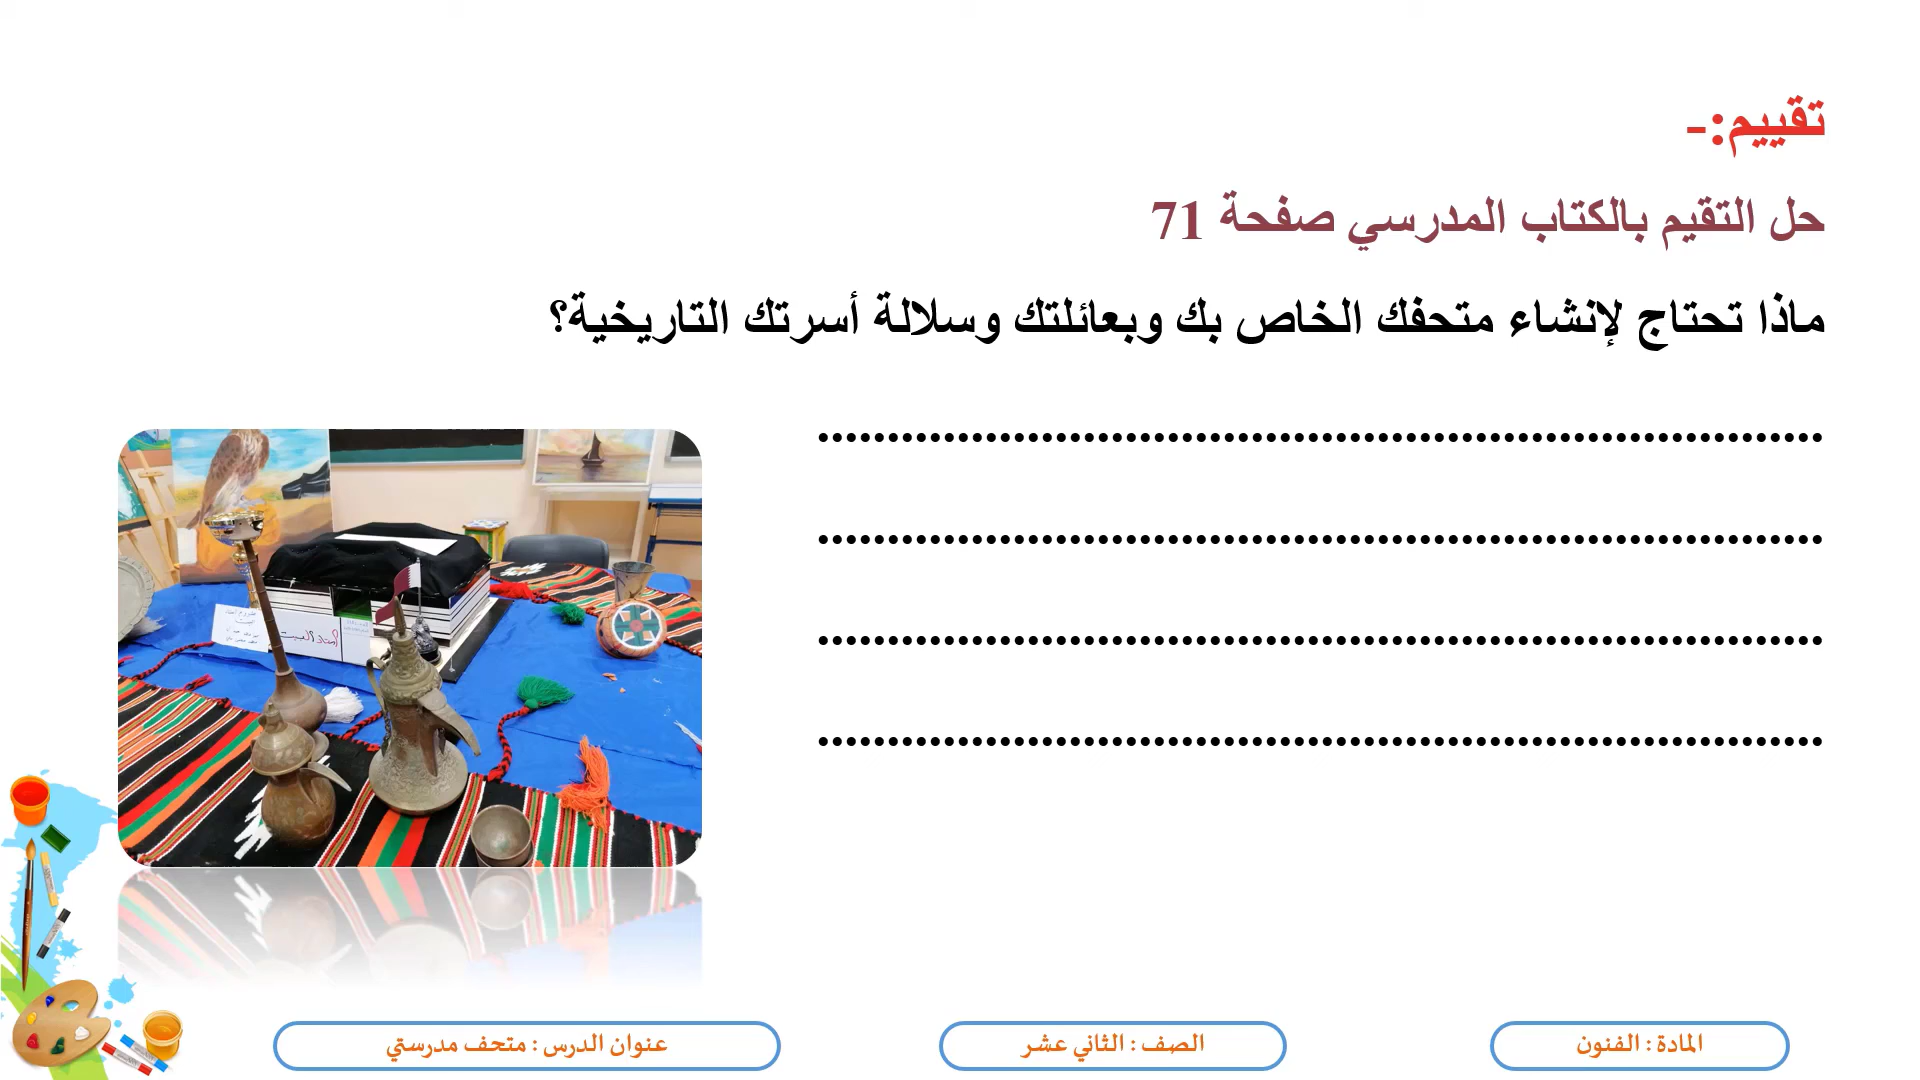 تقييم:-
حل التقيم بالكتاب المدرسي صفحة 71
ماذا تحتاج لإنشاء متحفك الخاص بك وبعائلتك وسلالة أسرتك التاريخية؟
المادة : الفنون
الصف : الثاني عشر
عنوان الدرس : متحف مدرستي